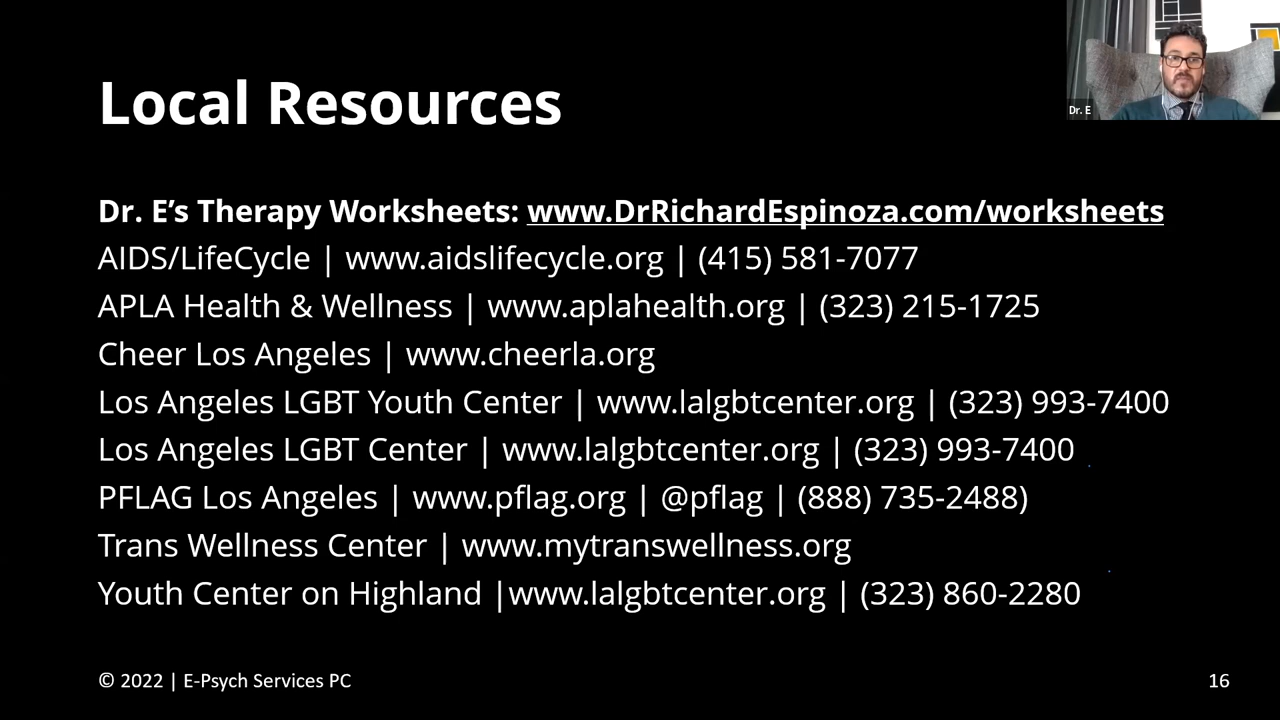 Dr. E
Local Resources
Dr. E’s Therapy Worksheets: www.DrRichardEspinoza.com/worksheets
AIDS/LifeCycle | www.aidslifecycle.org | (415) 581-7077
APLA Health & Wellness | www.aplahealth.org | (323) 215-1725
Cheer Los Angeles | www.cheerla.org
Los Angeles LGBT Youth Center | www.lalgbtcenter.org | (323) 993-7400
Los Angeles LGBT Center | www.lalgbtcenter.org | (323) 993-7400
PFLAG Los Angeles | www.pflag.org | @pflag | (888) 735-2488)
Trans Wellness Center | www.mytranswellness.org
Youth Center on Highland |www.lalgbtcenter.org | (323) 860-2280
© 2022 | E-Psych Services PC
16